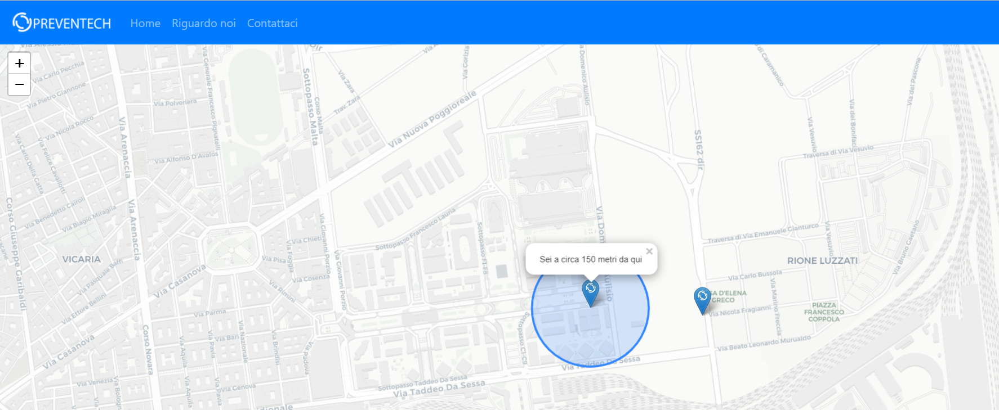 PREVENTECH
Home
Riguardo noi
Contattaci
+
−
Via Carlo Pecchia
Via Pietro Giannone
Via Polveriera
Via Nicola Rocco
Via Arenaccia
Via Generale Francesco Pignatelli
Via Alfonso D'Avalos
Via Felice Cavallotti
Via Carlo Della Gatta
Sottopasso Malta
Corso Malta
Via Zara
Trav. Zara
Via Gorizia
Via Nuova Poggioreale
Via Domenico Aulisio
di Caramanico
Via del Pascone
Via dei Bonifaci
Via Vesuvio
SS162 dir
Traversa di Via Vesuvio
Corso Giuseppe Garibaldi
Via Benedetto Cairoli
Via Biagio Miraglia
Via Arenaccia
VICARIA
Via Pasquale Baffi
Via Casanova
Via Ettore Bellini
Via Pisa
Via Foggia
Via Chieti
Via Cosenza
Via Rimini
Via Giovanni Porzio
Via Giovanni Porzio
Sottopasso Francesco Lauria
Sottopasso F1-F8
Via Dom
Aulisio
Sei a circa 150 metri da qui
×
Traversa di Via Emanuele Gianturco
Via Vesuvio
Via Bruno Gaetano
RIONE LUZZATI
Via Carlo Bussola
Via Marino Freccia
SA D'ELENA
GRECO
Via Nicola Fragianni
PIAZZA
FRANCESCO
COPPOLA
Via Beato Leonardo Murualdo
Via Parma
Via Bari
Via Nazionale
Via Brindisi
Via Padova
Via Aquila
Via Pavia
Via Casanova
Corso Novara
Via Venezia
Via Bologna
Via Aquila
Via Pavia
Via Genova
Sottopasso C1-C9
Via Taddeo Da Sessa
Sottopasso Taddeo Da Sessa
Via Taddeo Da Sessa
dionale